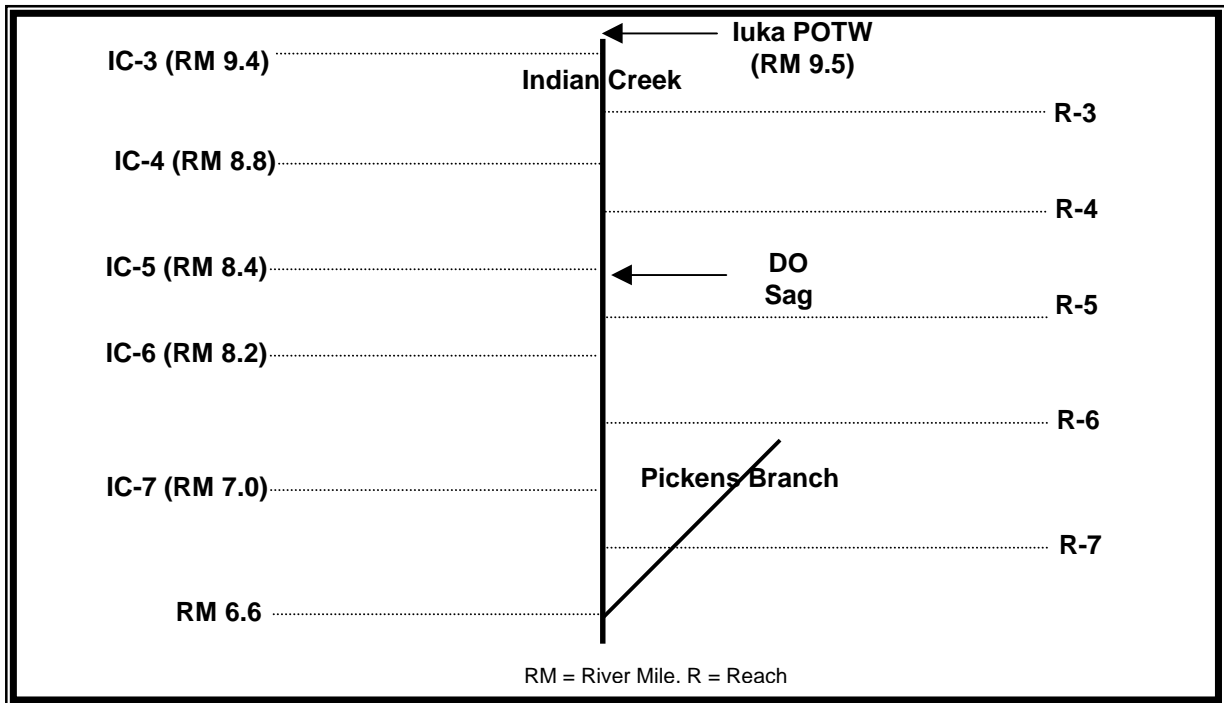 Iuka POTW
(RM 9.5)
IC-3 (RM 9.4)
Indian Creek
R-3
IC-4 (RM 8.8)
R-4
IC-5 (RM 8.4)
DO
Sag
R-5
IC-6 (RM 8.2)
R-6
Pickens Branch
IC-7 (RM 7.0)
R-7
RM 6.6
RM = River Mile. R = Reach